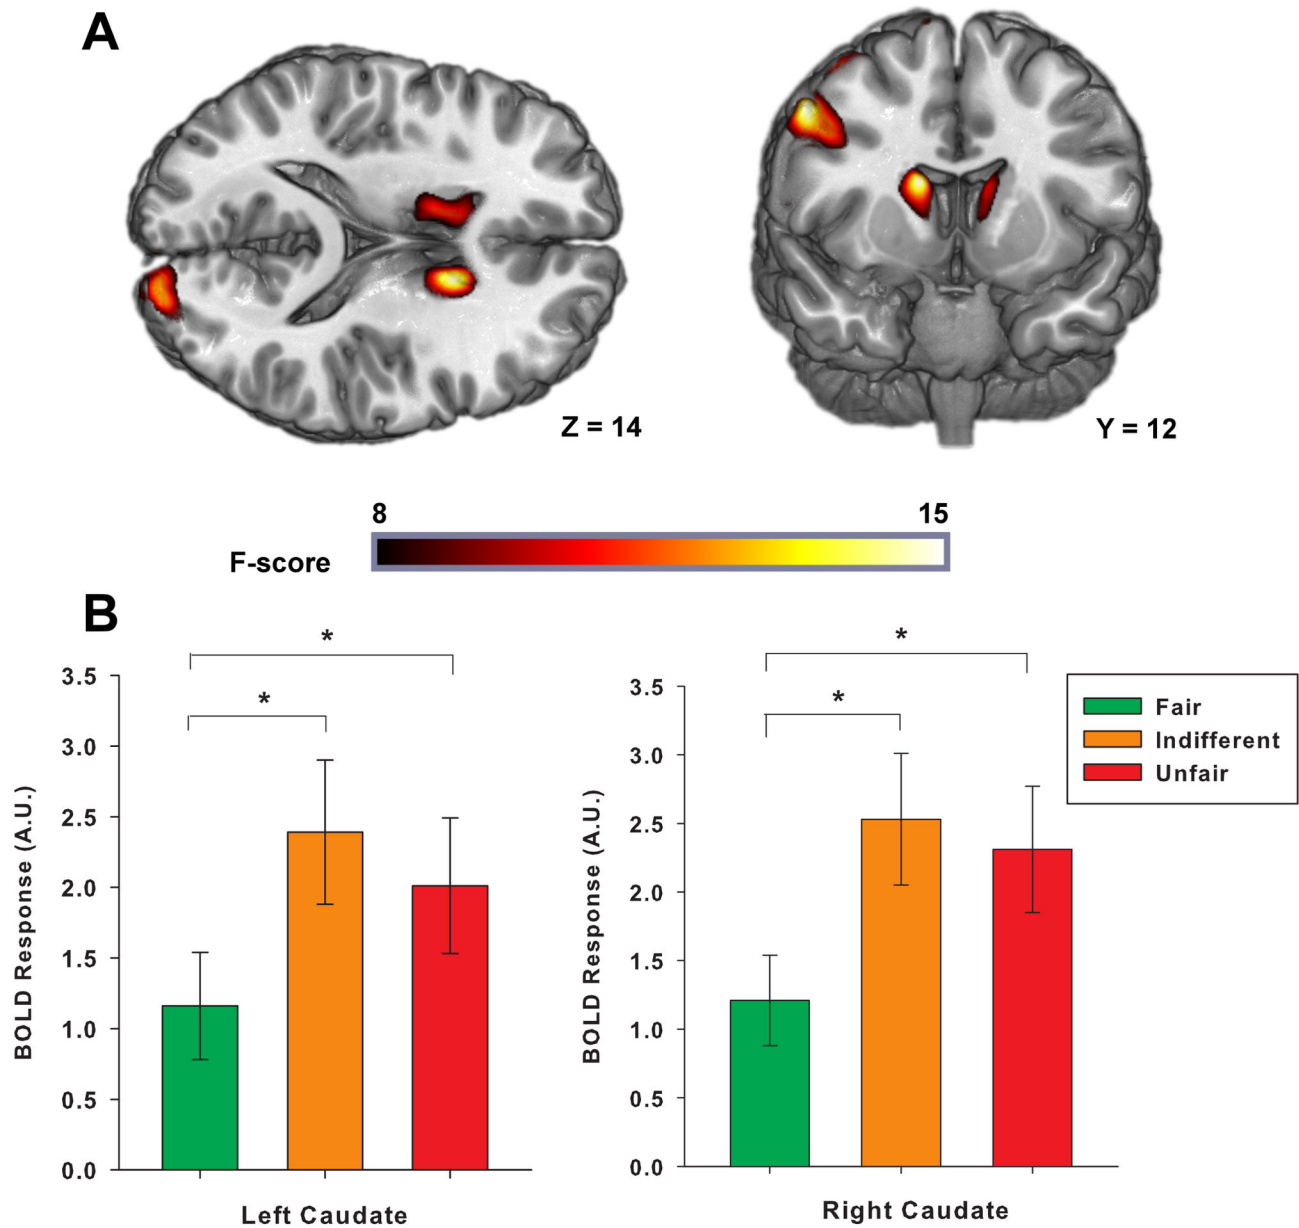 A
Z = 14
Y = 12
8
15
F-score
B
*
*
3.5
3.0
2.5
2.0
1.5
1.0
0.5
0.0
BOLD Response (A.U.)
Left Caudate
*
*
3.5
3.0
2.5
2.0
1.5
1.0
0.5
0.0
BOLD Response (A.U.)
Right Caudate
Fair
Indifferent
Unfair